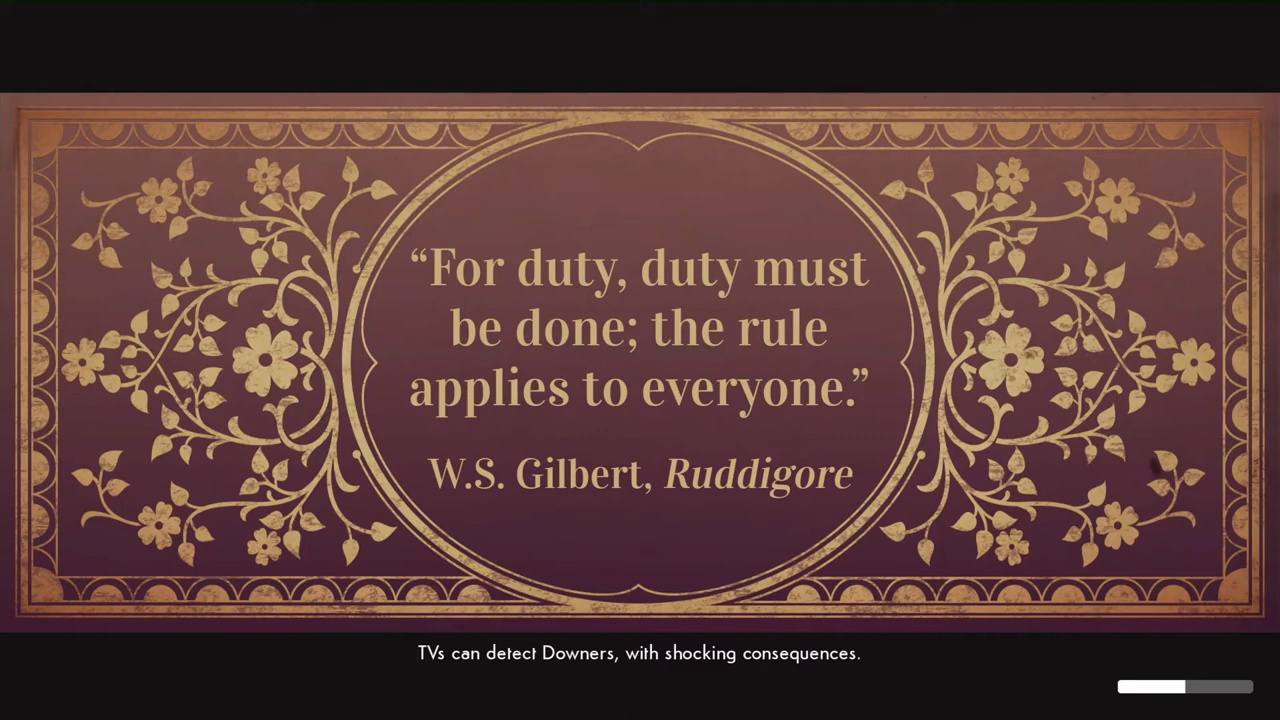 “For duty, duty must
be done; the rule
applies to everyone.”
W.S. Gilbert, Ruddigore
TVs can detect Downers, with shocking consequences.